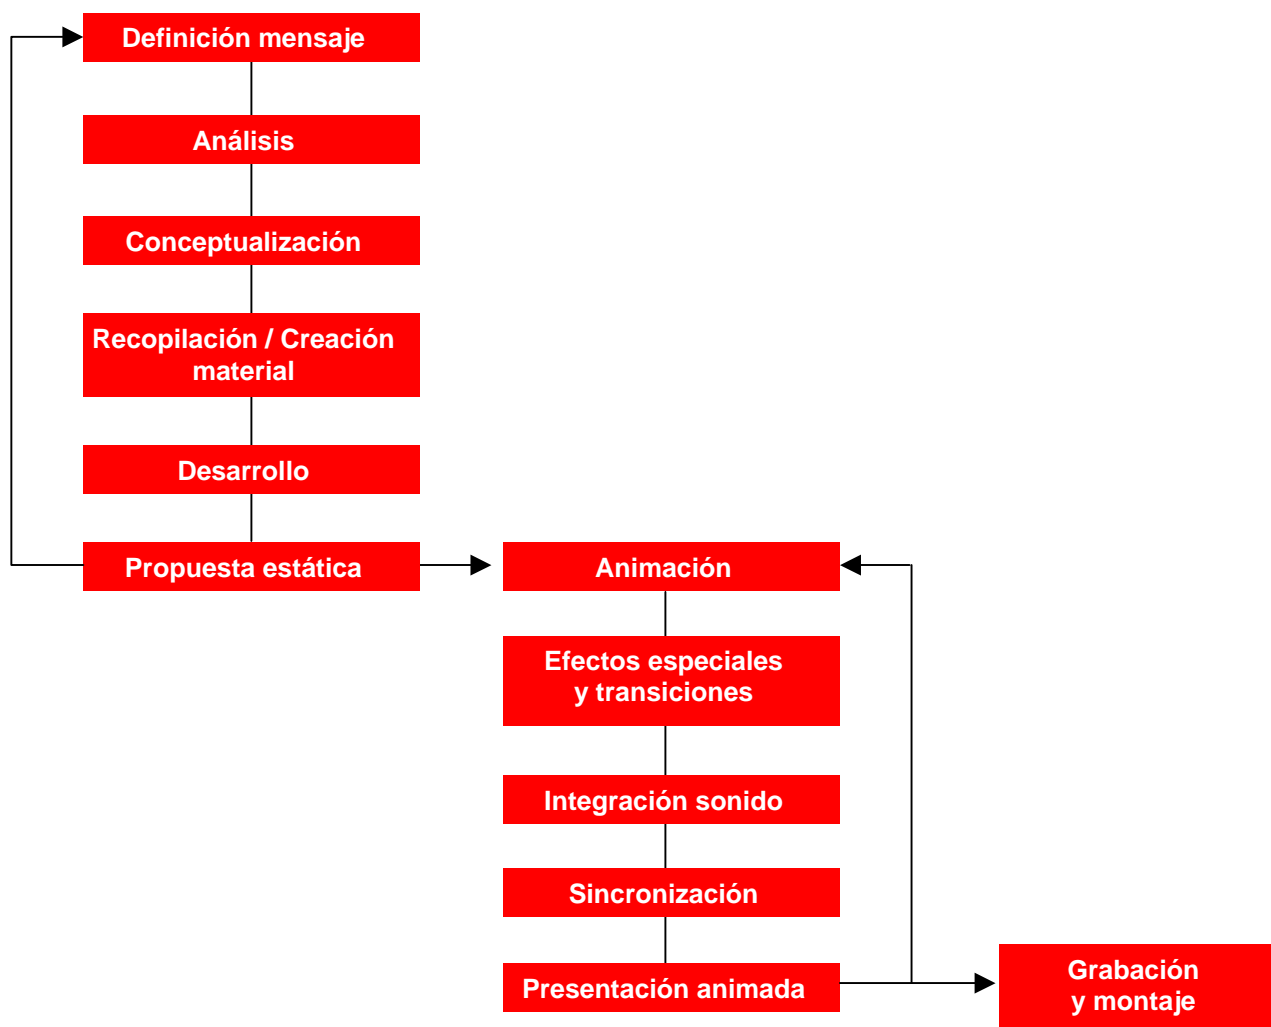 Definición mensaje
Análisis
Conceptualización
Recopilación / Creación
material
Desarrollo
Propuesta estática
Animación
Efectos especiales
y transiciones
Integración sonido
Sincronización
Presentación animada
Grabación
y montaje